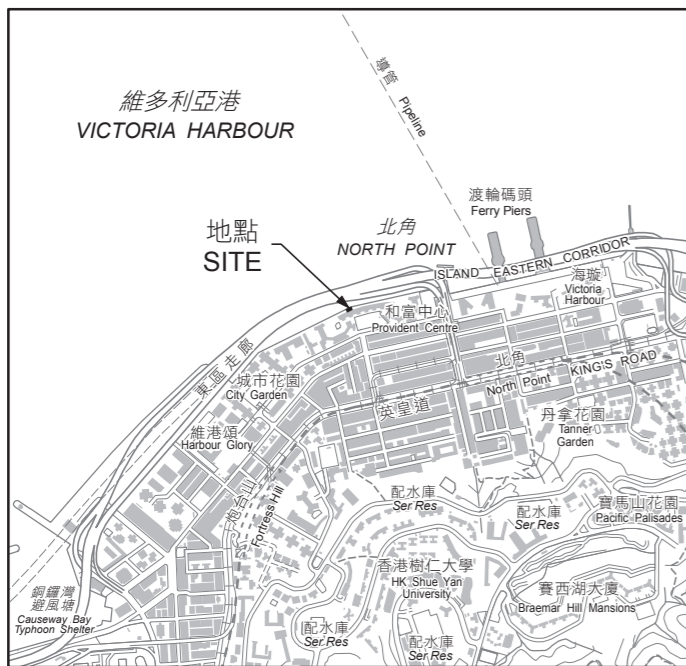 維多利亞港
VICTORIA HARBOUR
導管 Pipeline
渡輪碼頭
Ferry Piers
北角
NORTH POINT
地點
SITE
ISLAND EASTERN CORRIDOR
海璇
Victoria
Harbour
和富中心
Provident Centre
東區走廊
北角
North Point
KING'S ROAD
英皇道
城市花園
City Garden
丹拿花園
Tanner
Garden
維港頌
Harbour Glory
炮台山
Fortress Hill
配水庫
Ser Res
配水庫
Ser Res
寶馬山花園
Pacific Palisades
香港樹仁大學
HK Shue Yan
University
賽西湖大廈
Braemar Hill Mansions
銅鑼灣
避風塘
Causeway Bay
Typhoon Shelter
配水庫
Ser Res
配水庫
Ser Res